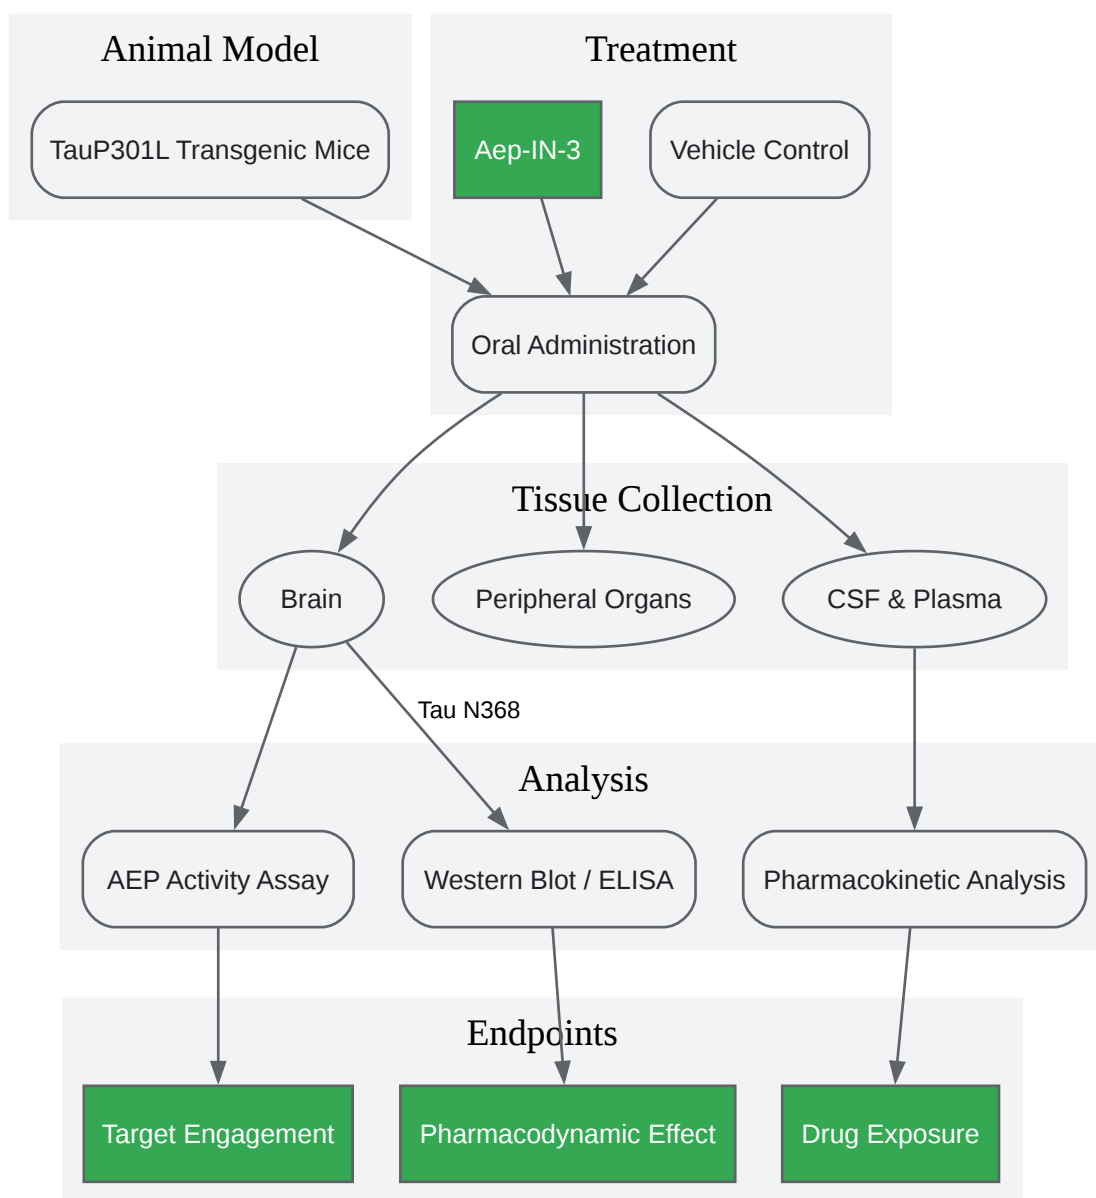 Animal Model
Treatment
TauP301L Transgenic Mice
Aep-IN-3
Vehicle Control
Oral Administration
Tissue Collection
Brain
Peripheral Organs
CSF & Plasma
Tau N368
Analysis
AEP Activity Assay
Western Blot / ELISA
Pharmacokinetic Analysis
Endpoints
Target Engagement
Pharmacodynamic Effect
Drug Exposure